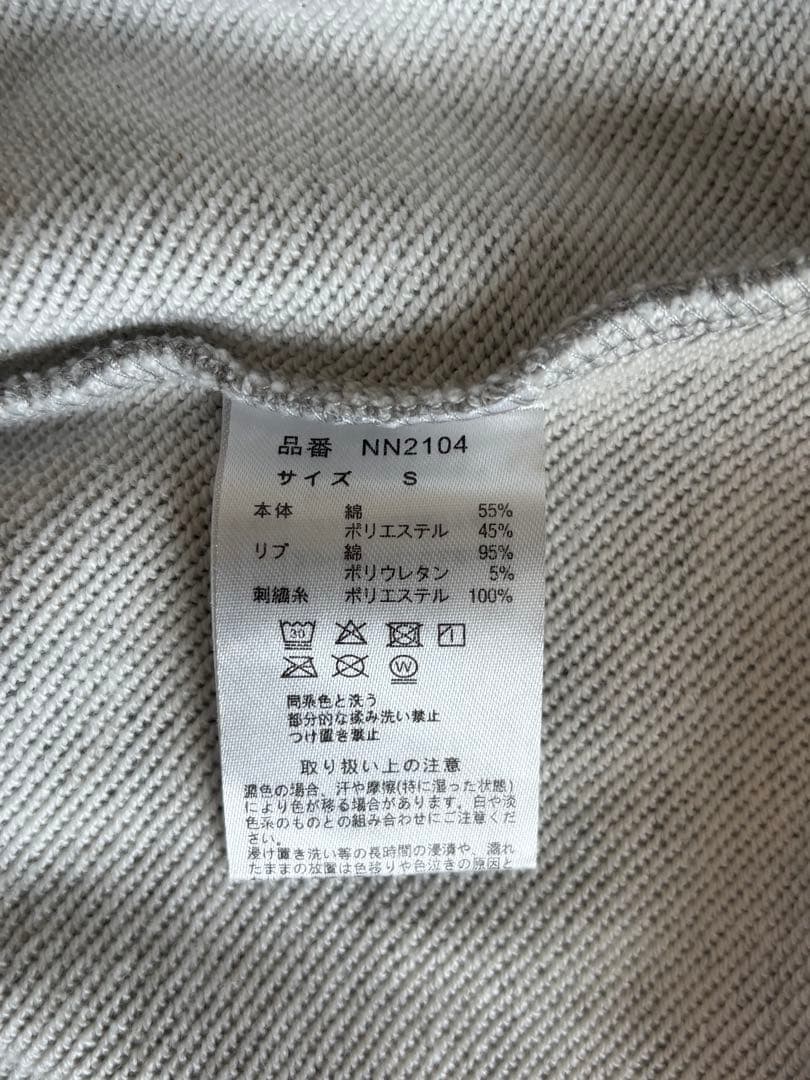 品番 NN2104
サイズ S
本体 綿 55%
ポリエステル 45%
リブ 綿 95%
ポリウレタン 5%
刺繍糸 ポリエステル 100%
30
W
同系色と洗う
部分的な揉み洗い禁止
つけ置き禁止
取り扱い上の注意
濃色の場合、汗や摩擦(特に湿った状態)
により色が移る場合があります。白や淡
色系のものとの組み合わせにご注意くだ
さい。
浸け置き洗い等の長時間の浸漬や、濡れ
たままの放置は色移りや色泣きの原因と